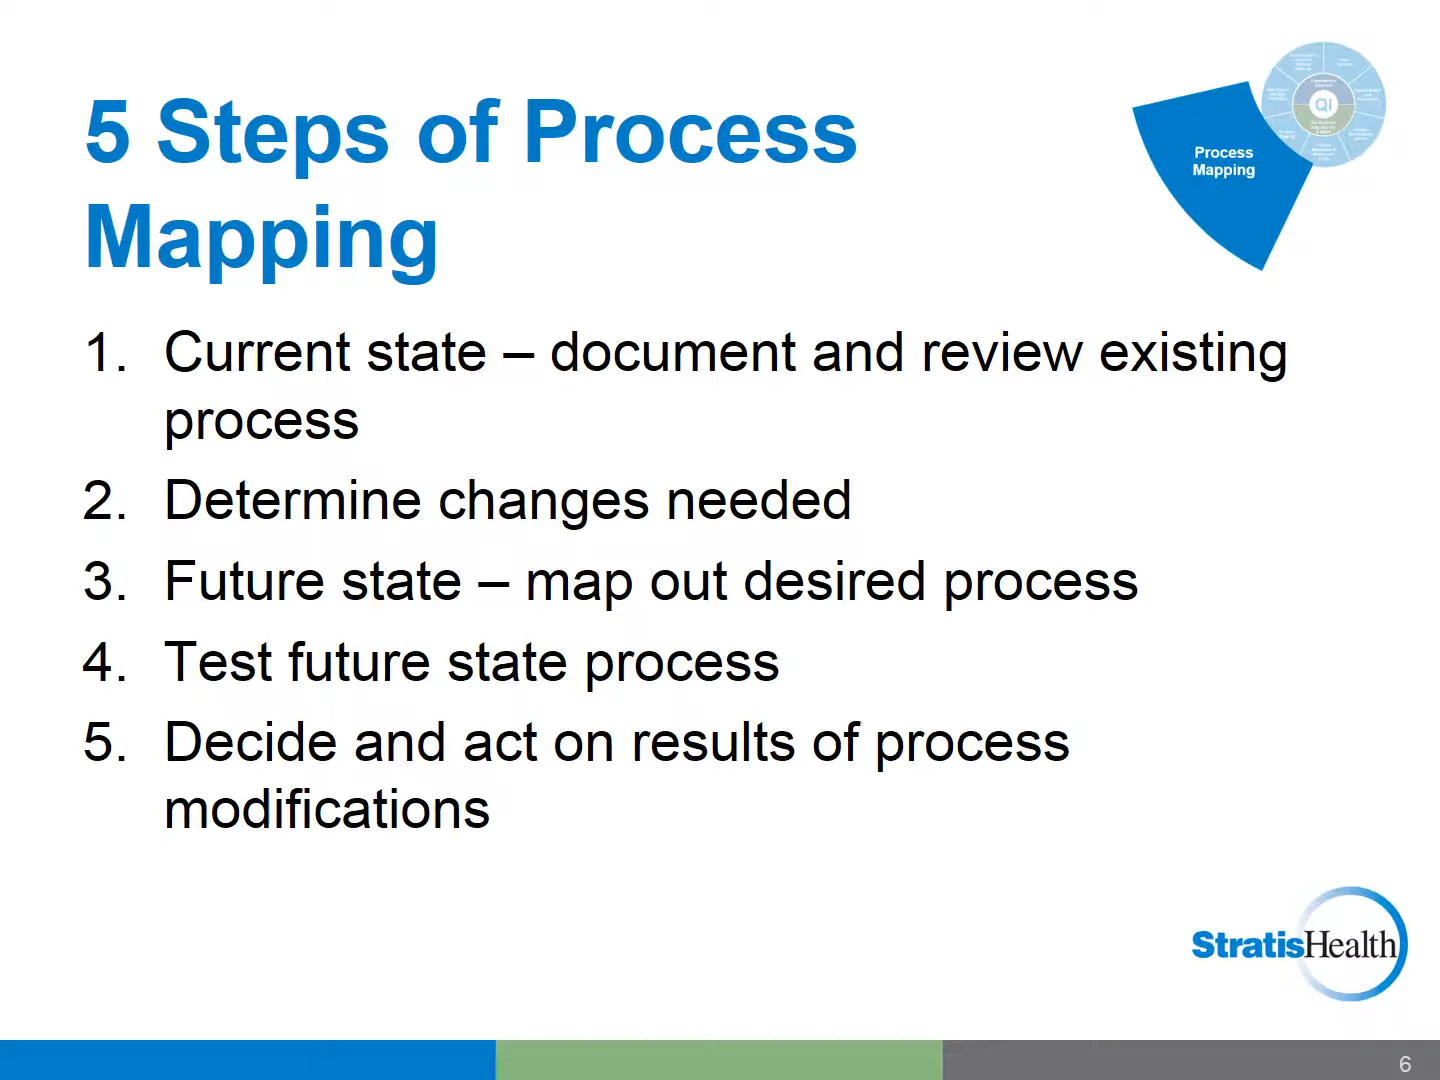 5 Steps of Process
Mapping
Process
Mapping
QI
1. Current state – document and review existing
process
2. Determine changes needed
3. Future state – map out desired process
4. Test future state process
5. Decide and act on results of process
modifications
StratisHealth
6